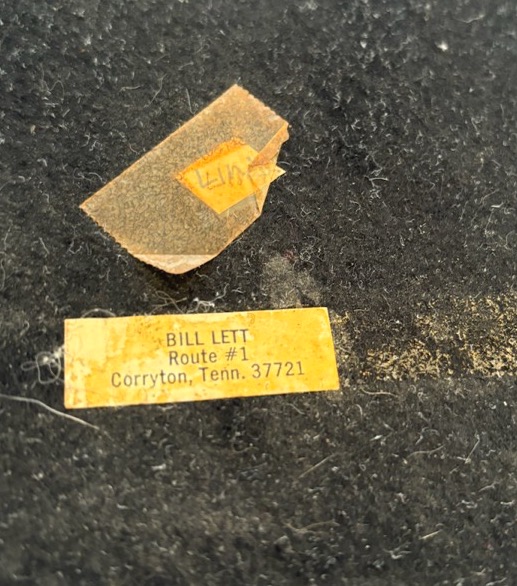 BILL LETT
Route #1
Corryton, Tenn. 37721